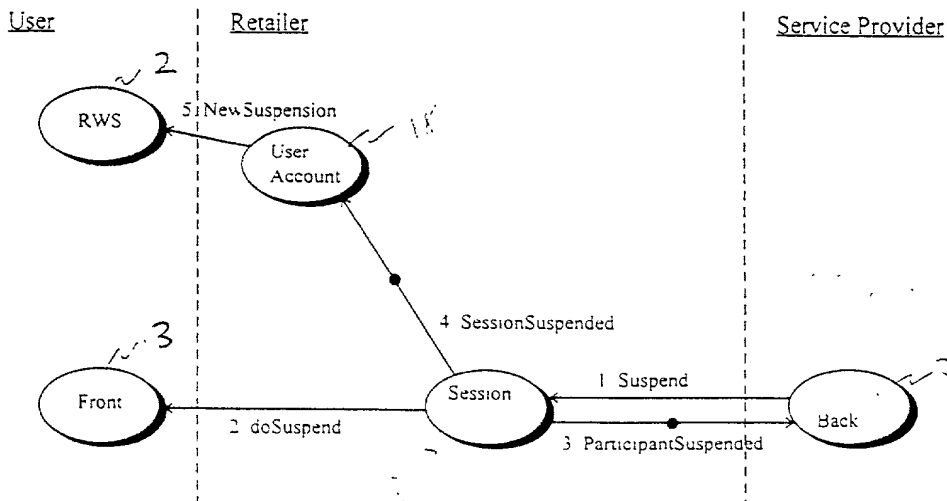 User
Retailer
Service Provider
2
RWS
5 NewSuspension
18
User
Account
4 SessionSuspended
3
Front
Session
1 Suspend
2 doSuspend
3 ParticipantSuspended
Back